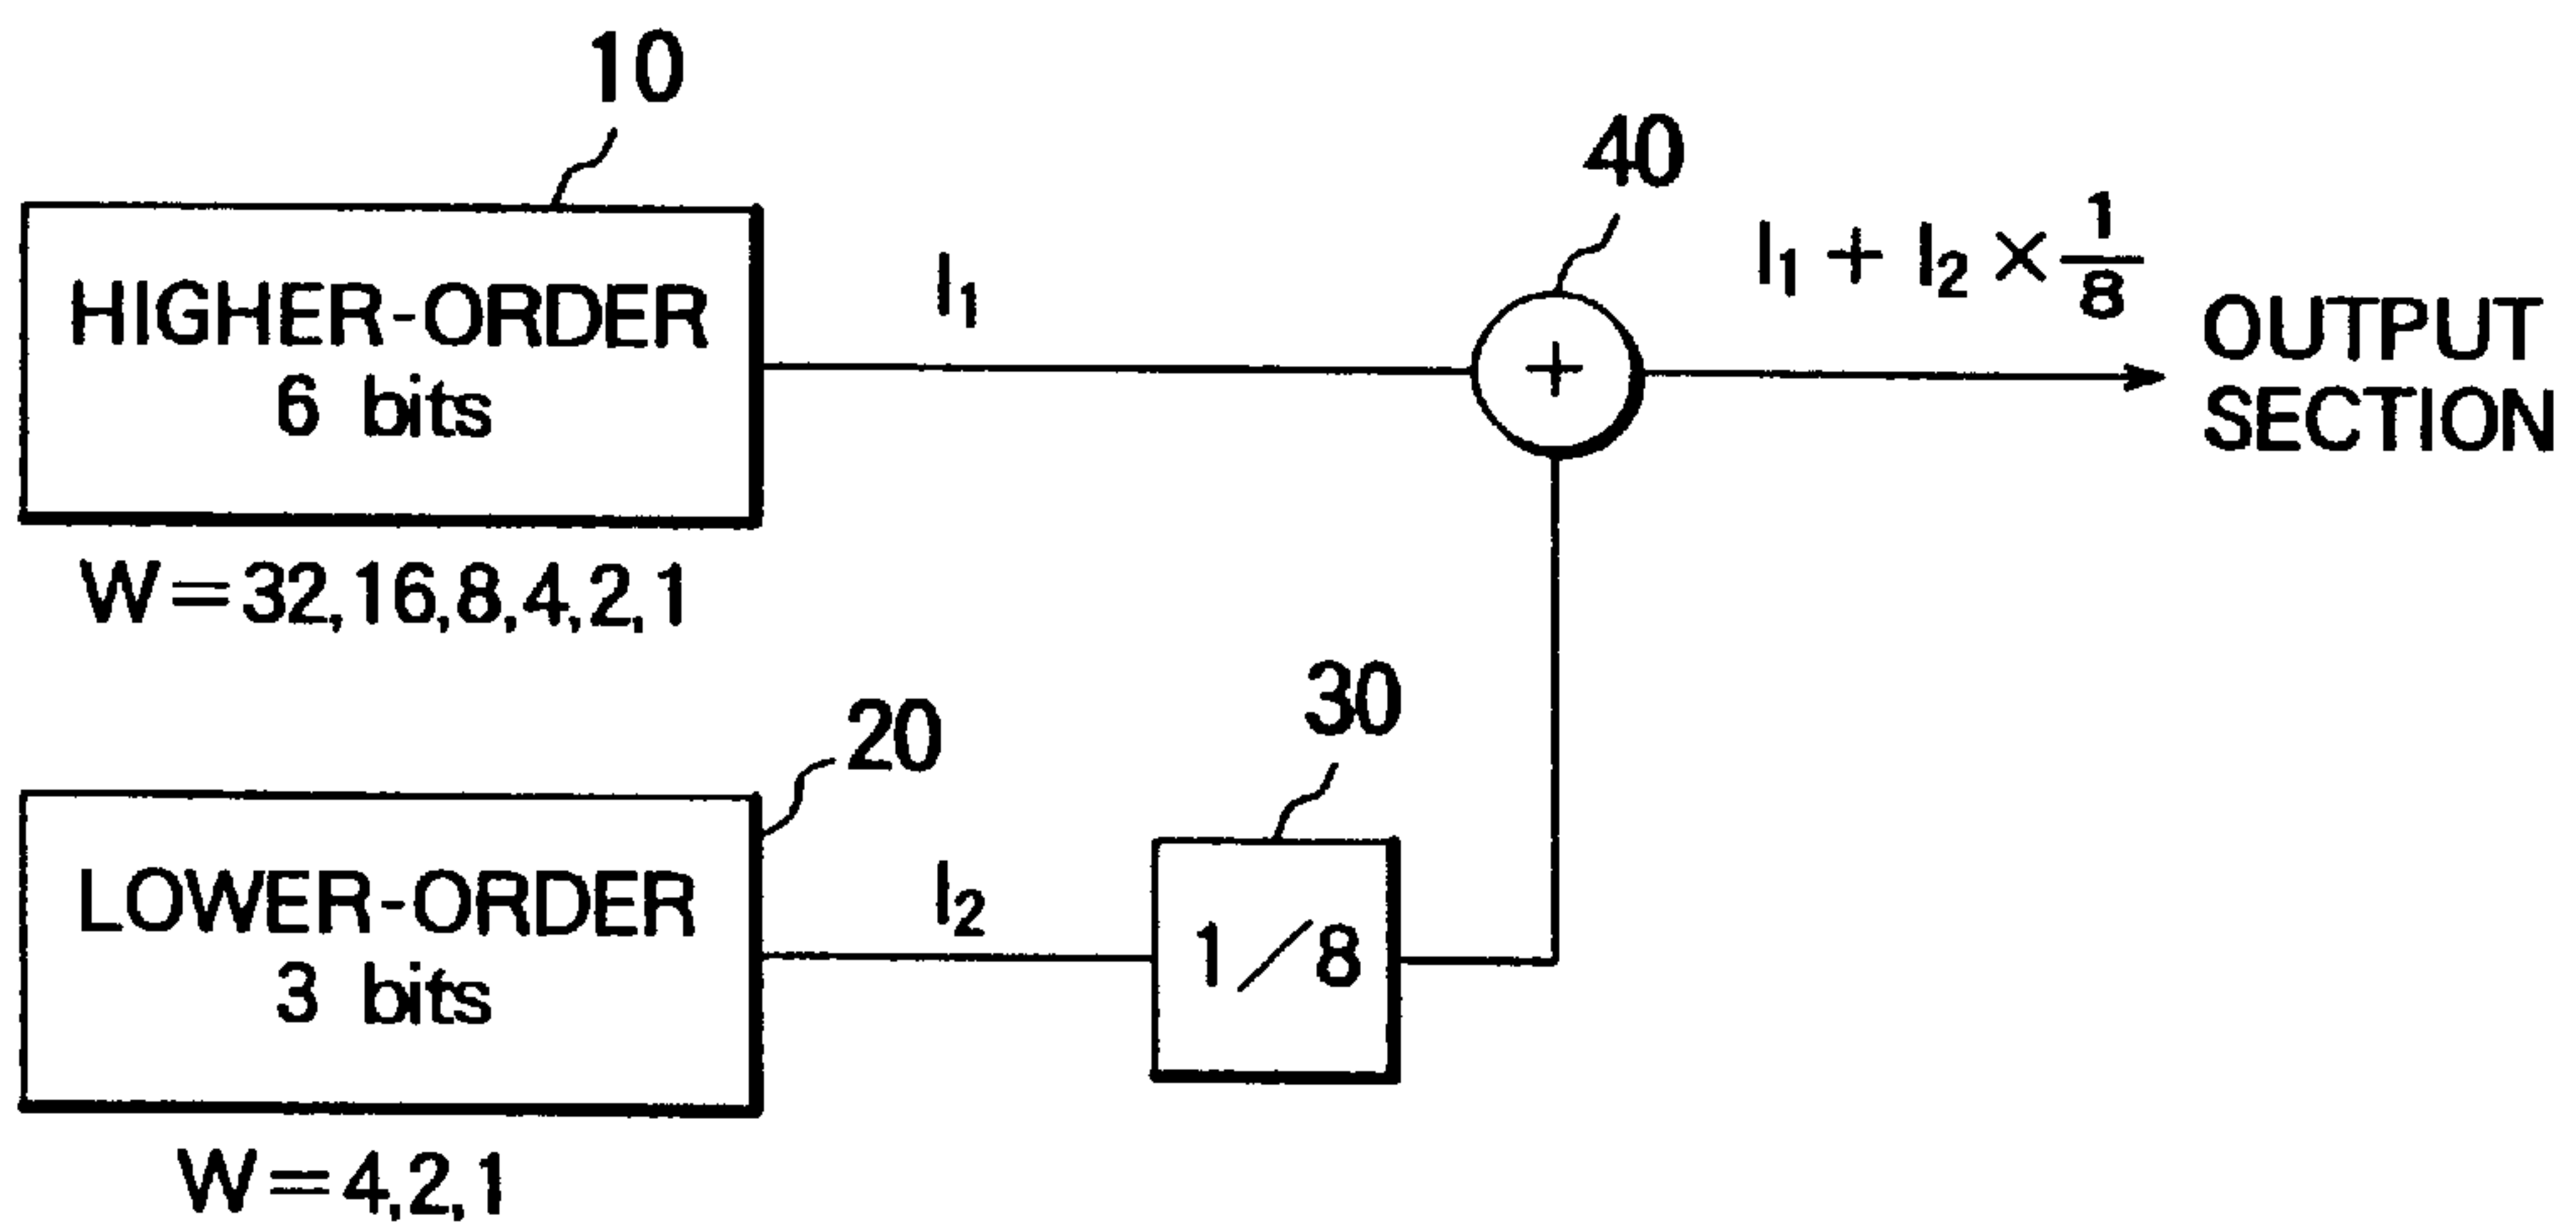 10
40
HIGHER-ORDER
6 bits
I₁
I₁ + I₂ × 1/8
OUTPUT
SECTION
W=32,16,8,4,2,1
20
30
LOWER-ORDER
3 bits
I₂
1/8
W=4,2,1